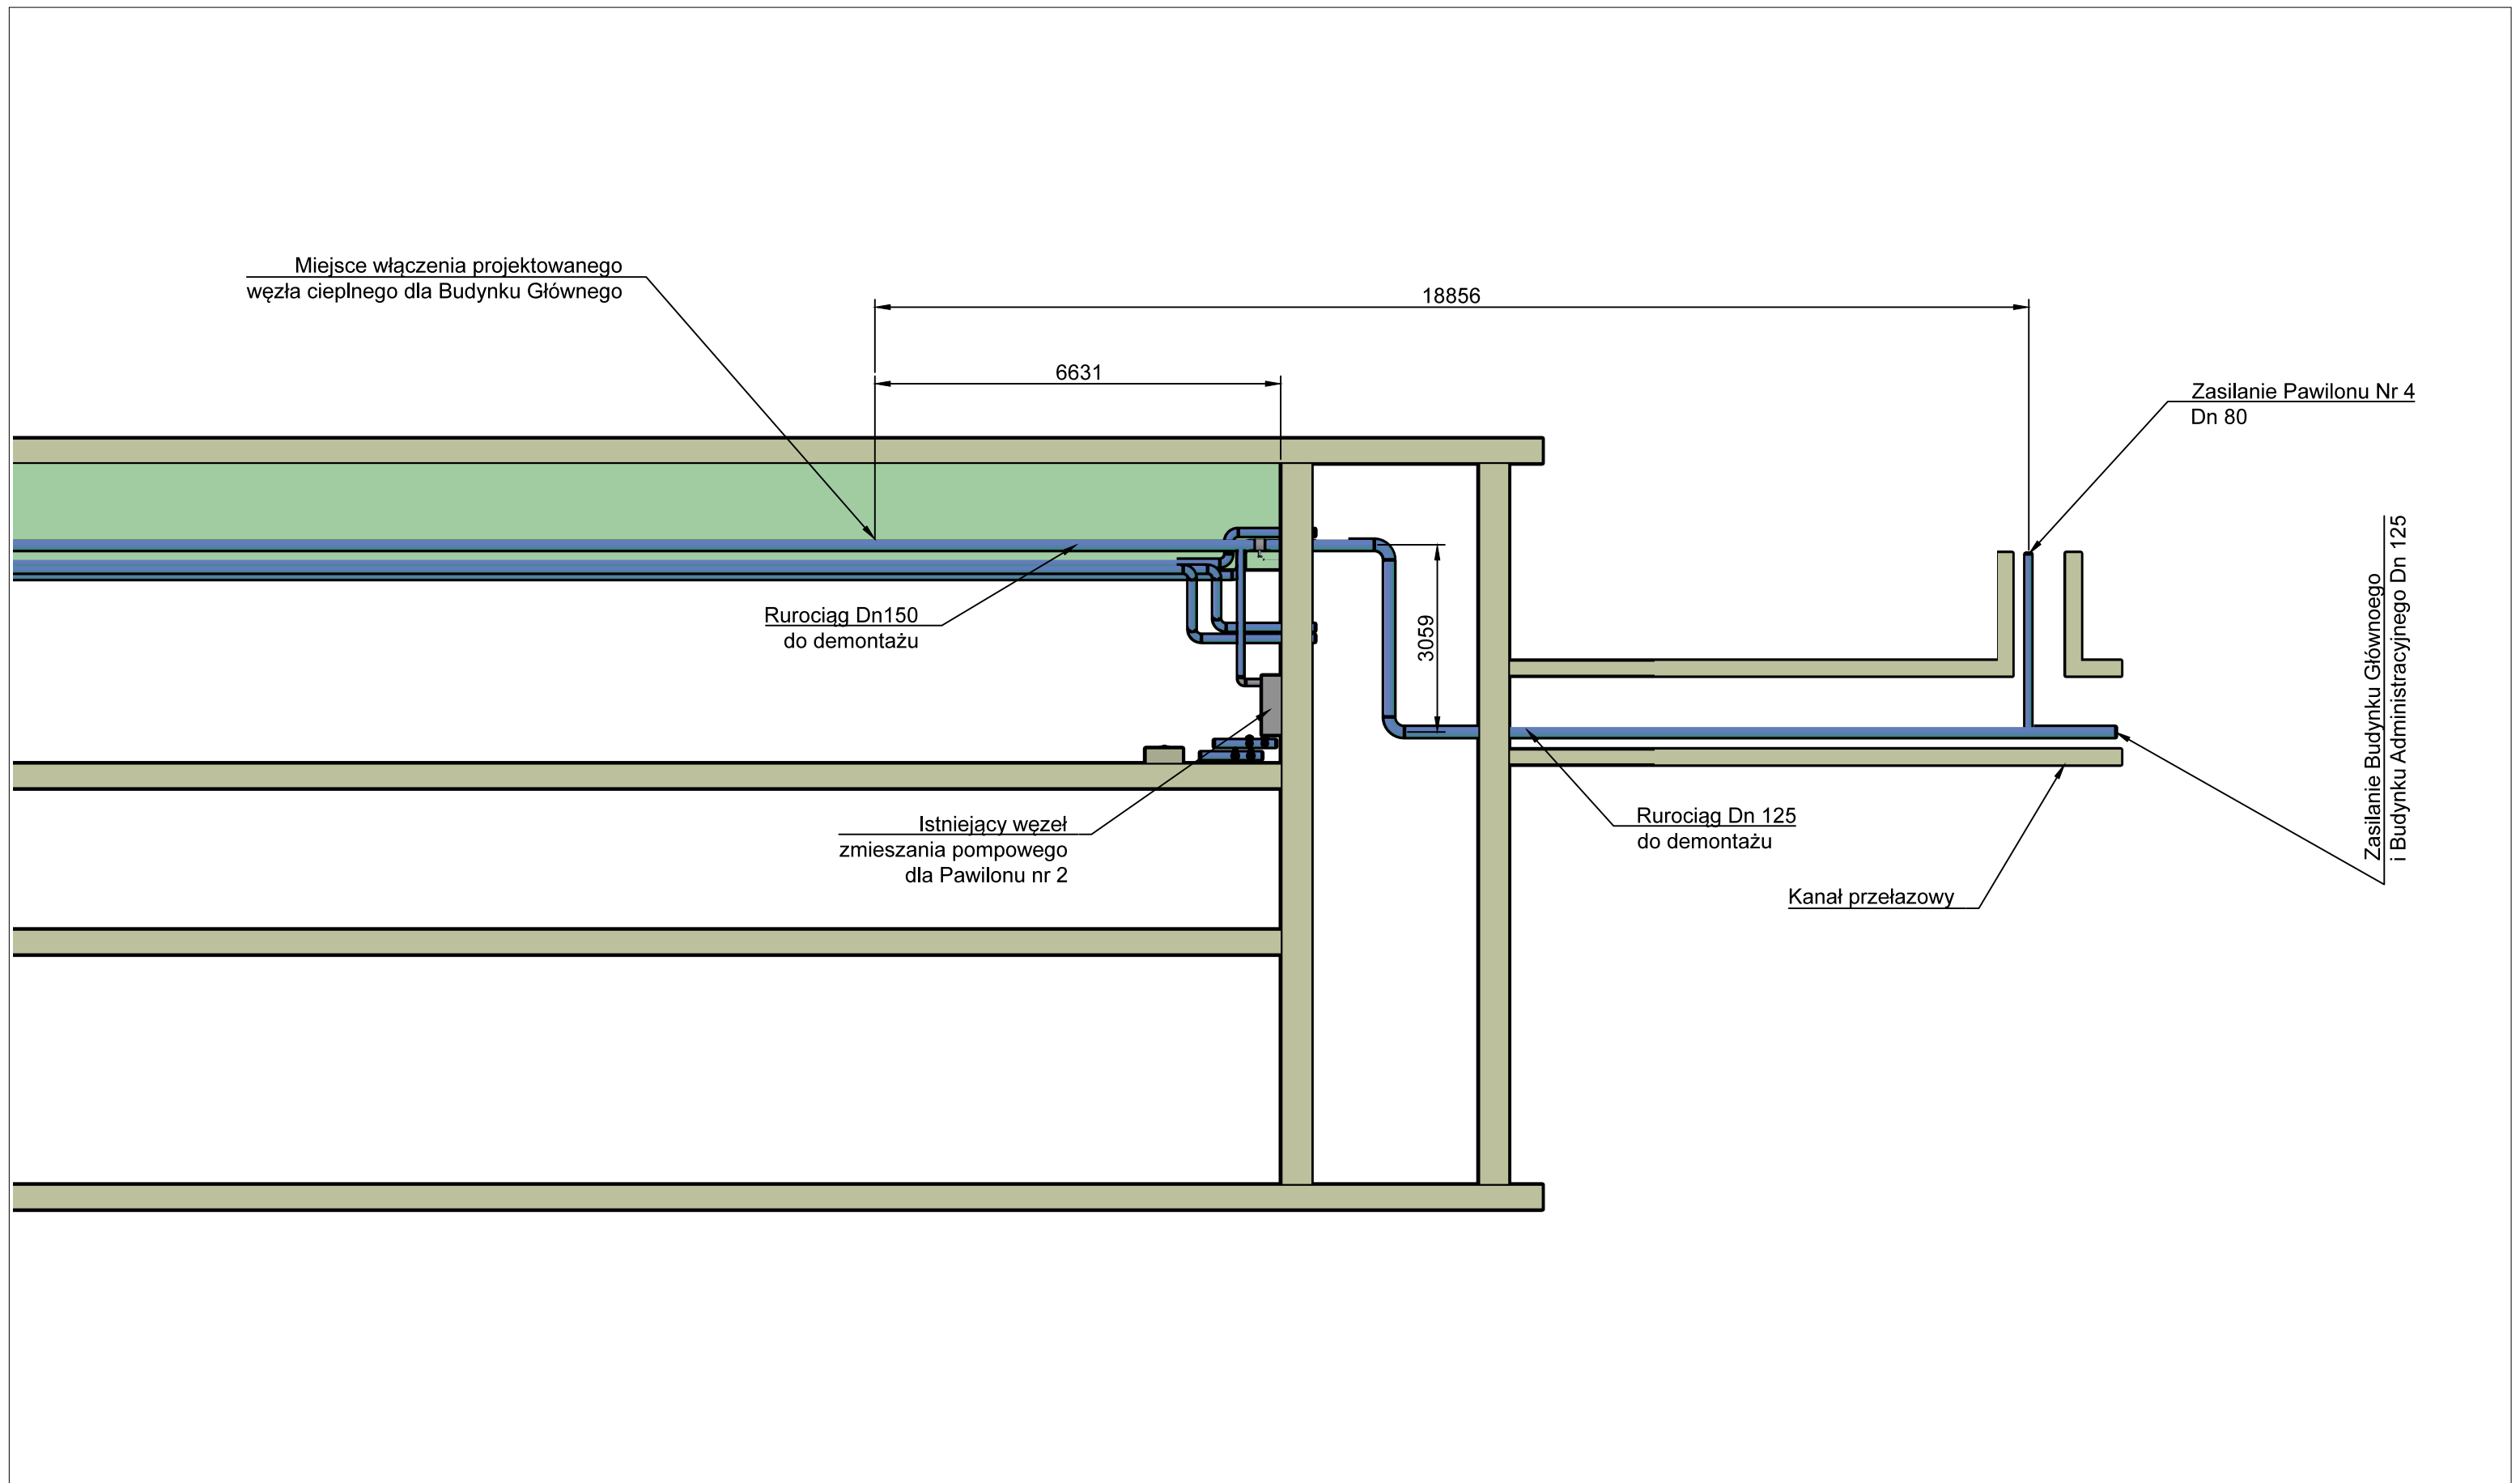 Miejsce włączenia projektowanego
węzła cieplnego dla Budynku Głównego
18856
6631
Zasilanie Pawilonu Nr 4
Dn 80
Rurociąg Dn150
do demontażu
3059
Zasilanie Budynku Głównoego
i Budynku Administracyjnego Dn 125
Istniejący węzeł
zmieszania pompowego
dla Pawilonu nr 2
Rurociąg Dn 125
do demontażu
Kanał przełazowy